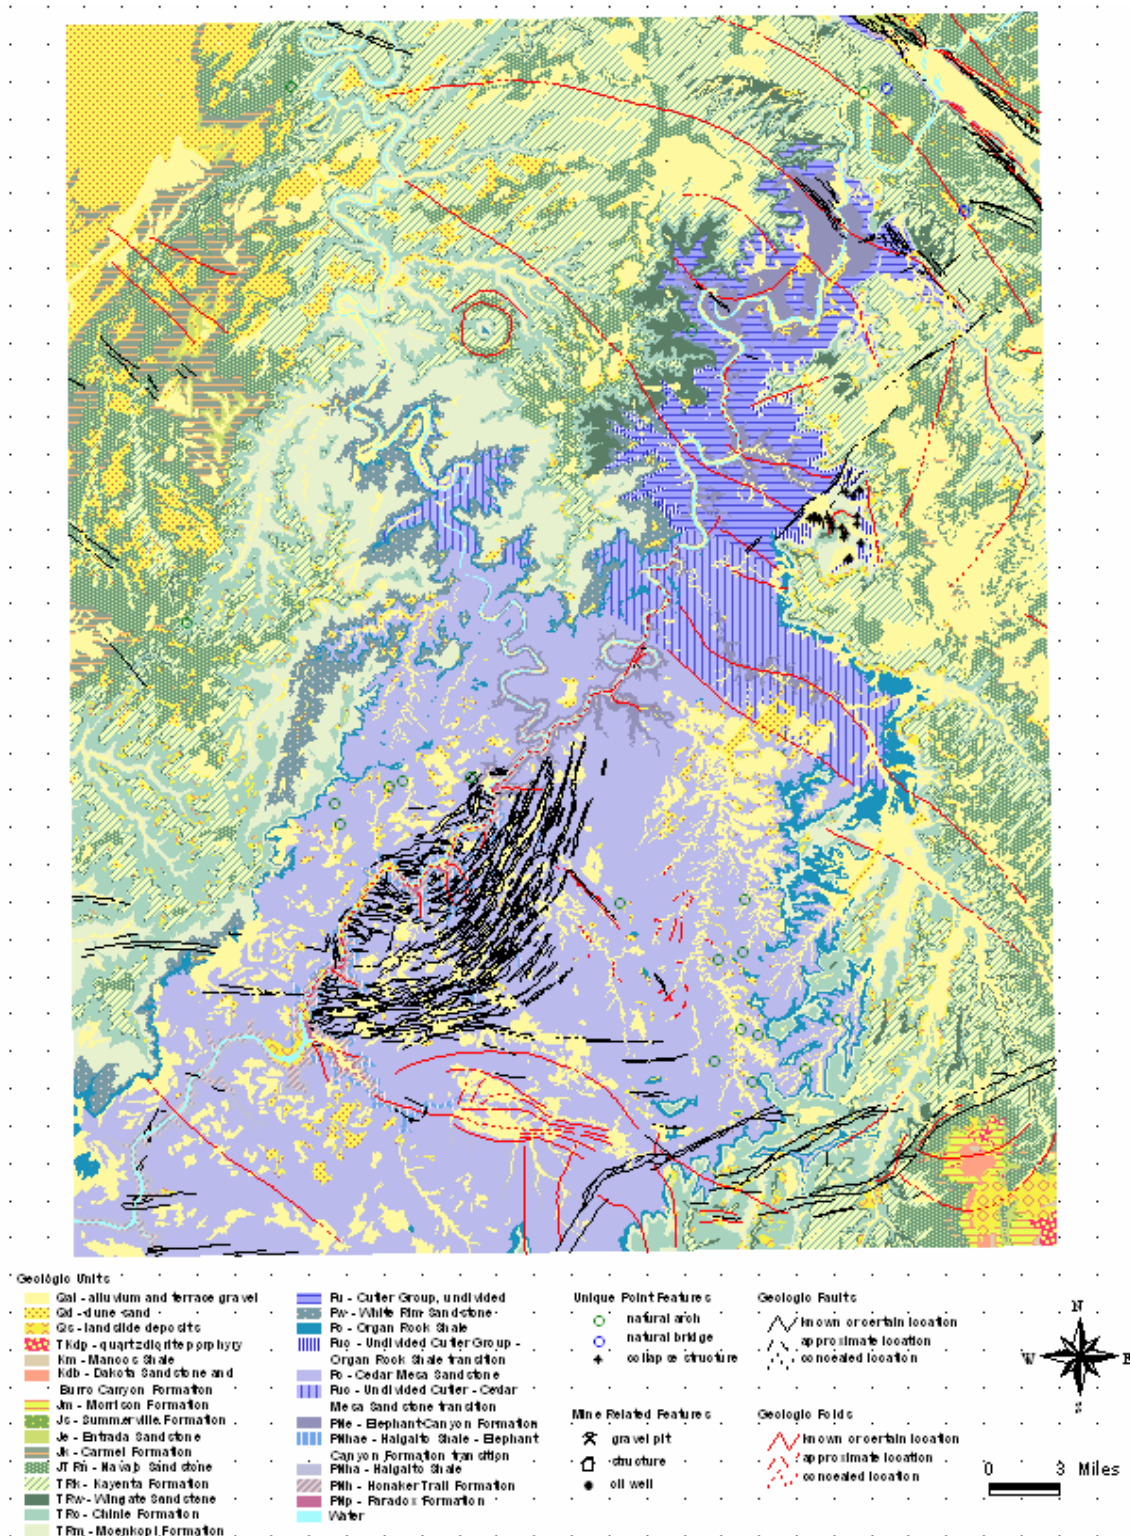 Geologic Units
Qal - alluvium and terrace gravel
Qd - dune sand
Qs - landslide deposits
TKdp - quartz diorite porphyry
Km - Mancos Shale
Kdb - Dakota Sandstone and
Burro Canyon Formation
Jm - Morrison Formation
Js - Summerville Formation
Je - Entrada Sandstone
Jk - Carmel Formation
JTRn - Navajo Sandstone
TRk - Kayenta Formation
TRw - Wingate Sandstone
TRc - Chinle Formation
TRm - Moenkopi Formation
Pu - Cutler Group, undivided
Pw - White Rim Sandstone
Po - Organ Rock Shale
Puo - Undivided Cutler Group -
Organ Rock Shale transition
Pc - Cedar Mesa Sandstone
Puc - Undivided Cutler - Cedar
Mesa Sandstone transition
PNe - Elephant Canyon Formation
PNhae - Halgaito Shale - Elephant
Canyon Formation transition
PNha - Halgaito Shale
PNh - Honaker Trail Formation
PNp - Paradox Formation
Water
Unique Point Features
natural arch
natural bridge
collapse structure
Mine Related Features
gravel pit
structure
oil well
Geologic Faults
known or certain location
approximate location
concealed location
Geologic Folds
known or certain location
approximate location
concealed location
N
W E
S
0 3 Miles